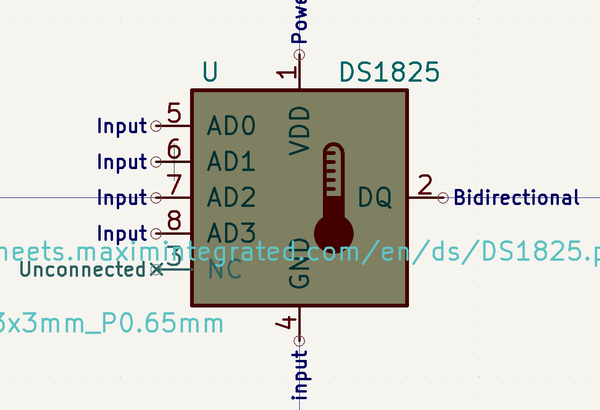 Powe
U DS1825
1
VDD
Input 5 AD0
Input 6 AD1
Input 7 AD2
DQ 2 Bidirectional
Input 8 AD3
heets.maximintegrated.com/en/ds/DS1825.p
Unconnected 3 NC
GND
3x3mm_P0.65mm
4
input